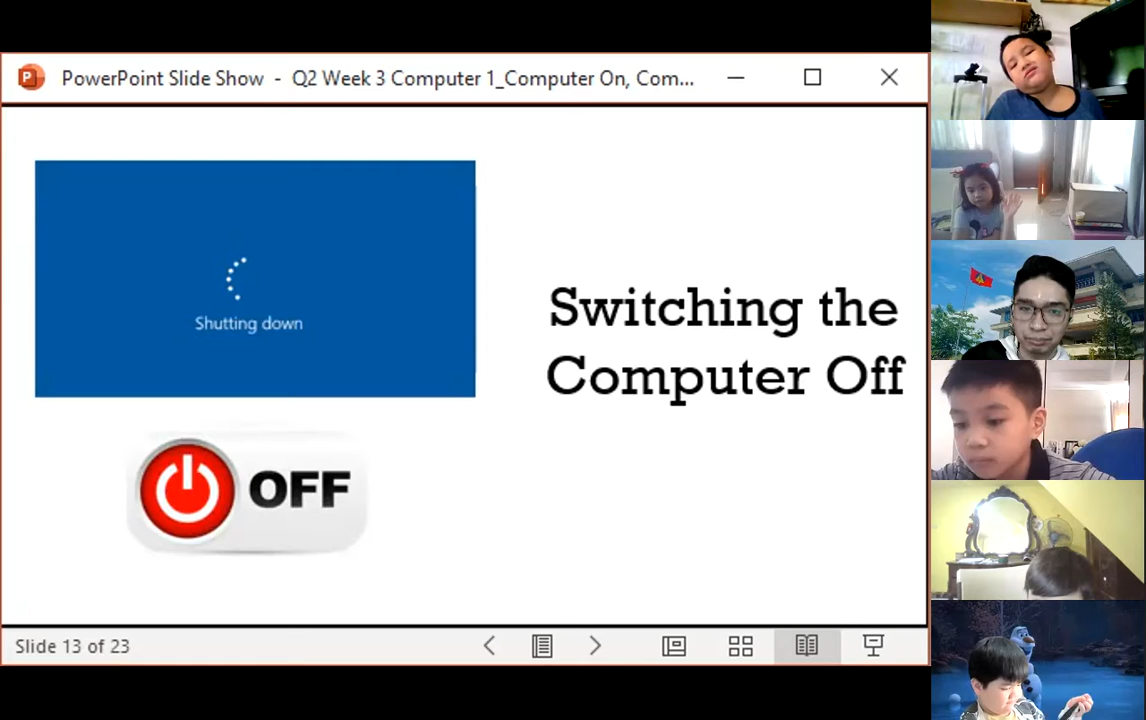 PowerPoint Slide Show - Q2 Week 3 Computer 1_Computer On, Com...
Shutting down
Switching the
Computer Off
OFF
Slide 13 of 23